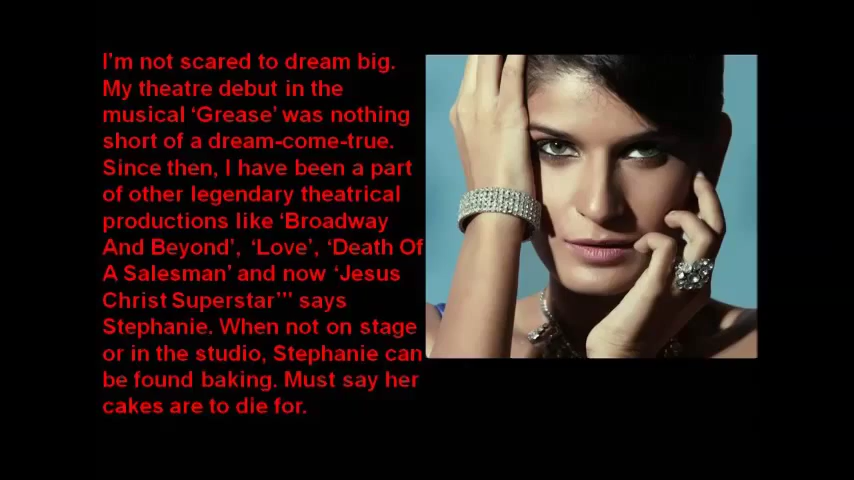 I'm not scared to dream big.
My theatre debut in the
musical ‘Grease’ was nothing
short of a dream-come-true.
Since then, I have been a part
of other legendary theatrical
productions like ‘Broadway
And Beyond’,  ‘Love’, ‘Death Of
A Salesman’ and now ‘Jesus
Christ Superstar’” says
Stephanie. When not on stage
or in the studio, Stephanie can
be found baking. Must say her
cakes are to die for.